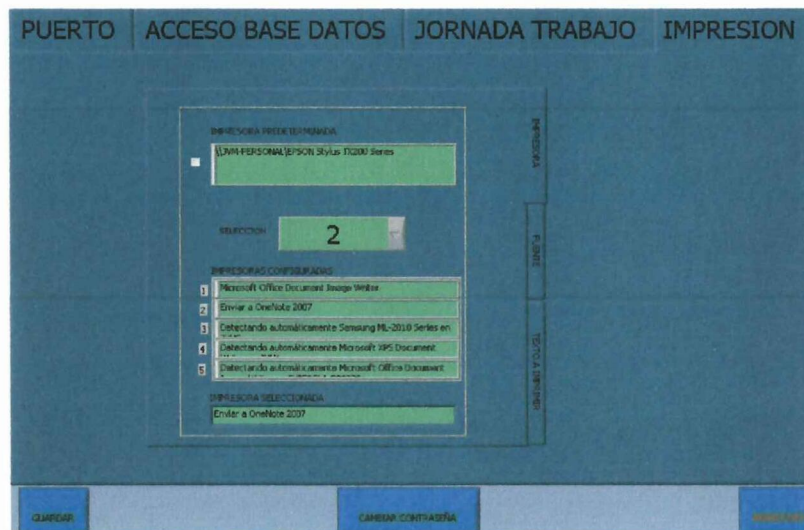 PUERTO ACCESO BASE DATOS JORNADA TRABAJO IMPRESION
IMPRESORA PREDETERMINADA
\\DVM-PERSONAL\EPSON Stylus TX200 Series
SELECCION 2
IMPRESORAS CONFIGURADAS
1 Microsoft Office Document Image Writer
2 Enviar a OneNote 2007
3 Detectando automáticamente Samsung ML-2010 Series en
4 Detectando automáticamente Microsoft XPS Document
5 Detectando automáticamente Microsoft Office Document
IMPRESORA SELECCIONADA
Enviar a OneNote 2007
IMPRESORA
FUENTE
TEXTO A IMPRIMIR
GUARDAR CAMBIAR CONTRASEÑA